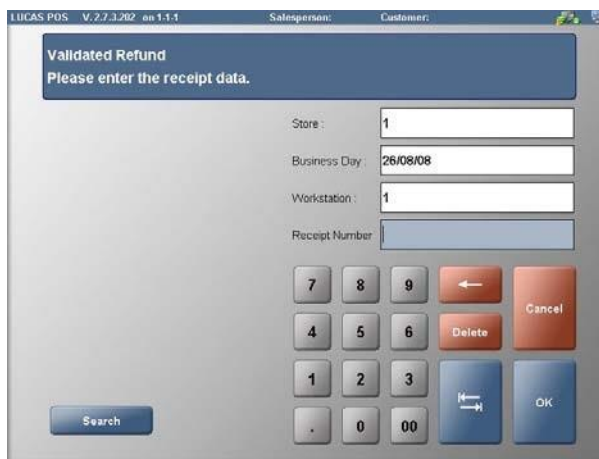 LUCAS POS V. 2.7.3.202 on 1-1-1 Salesperson: Customer:
Validated Refund
Please enter the receipt data.
Store : 1
Business Day : 26/08/08
Workstation : 1
Receipt Number
7 8 9
Cancel
4 5 6 Delete
1 2 3
OK
Search
. 0 00